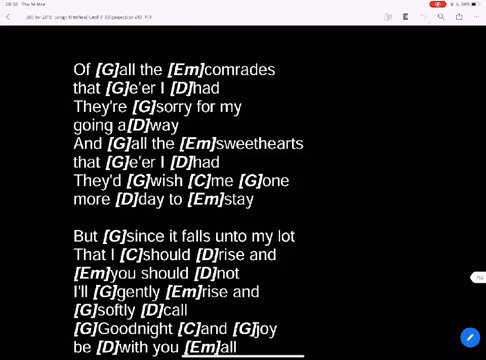 Of [G]all the [Em]comrades
that [G]e'er I [D]had
They're [G]sorry for my
going a[D]way
And [G]all the [Em]sweethearts
that [G]e'er I [D]had
They'd [G]wish [C]me [G]one
more [D]day to [Em]stay
But [G]since it falls unto my lot
That I [C]should [D]rise and
[Em]you should [D]not
I'll [G]gently [Em]rise and
[G]softly [D]call
[G]Goodnight [C]and [G]joy
be [D]with you [Em]all